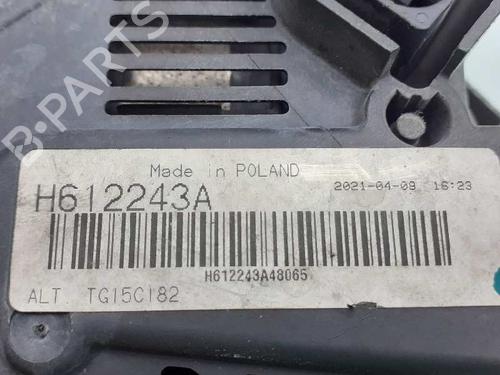 B-PARTS
Made in POLAND
2021-04-09 16:23
H612243A
H612243A48065
ALT. TG15C182